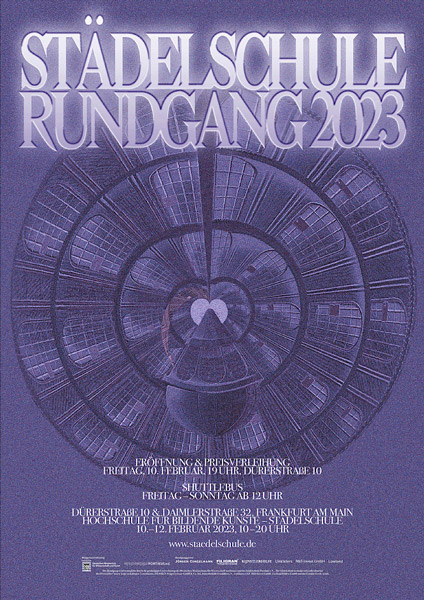 STÄDELSCHULE
RUNDGANG 2023
ERÖFFNUNG & PREISVERLEIHUNG
FREITAG, 10. FEBRUAR, 19 UHR, DÜRERSTRAßE 10
SHUTTLEBUS
FREITAG – SONNTAG AB 12 UHR
DÜRERSTRAßE 10 & DAIMLERSTRAßE 32, FRANKFURT AM MAIN
HOCHSCHULE FÜR BILDENDE KÜNSTE – STÄDELSCHULE
10.–12. FEBRUAR 2023, 10–20 UHR
www.staedelschule.de